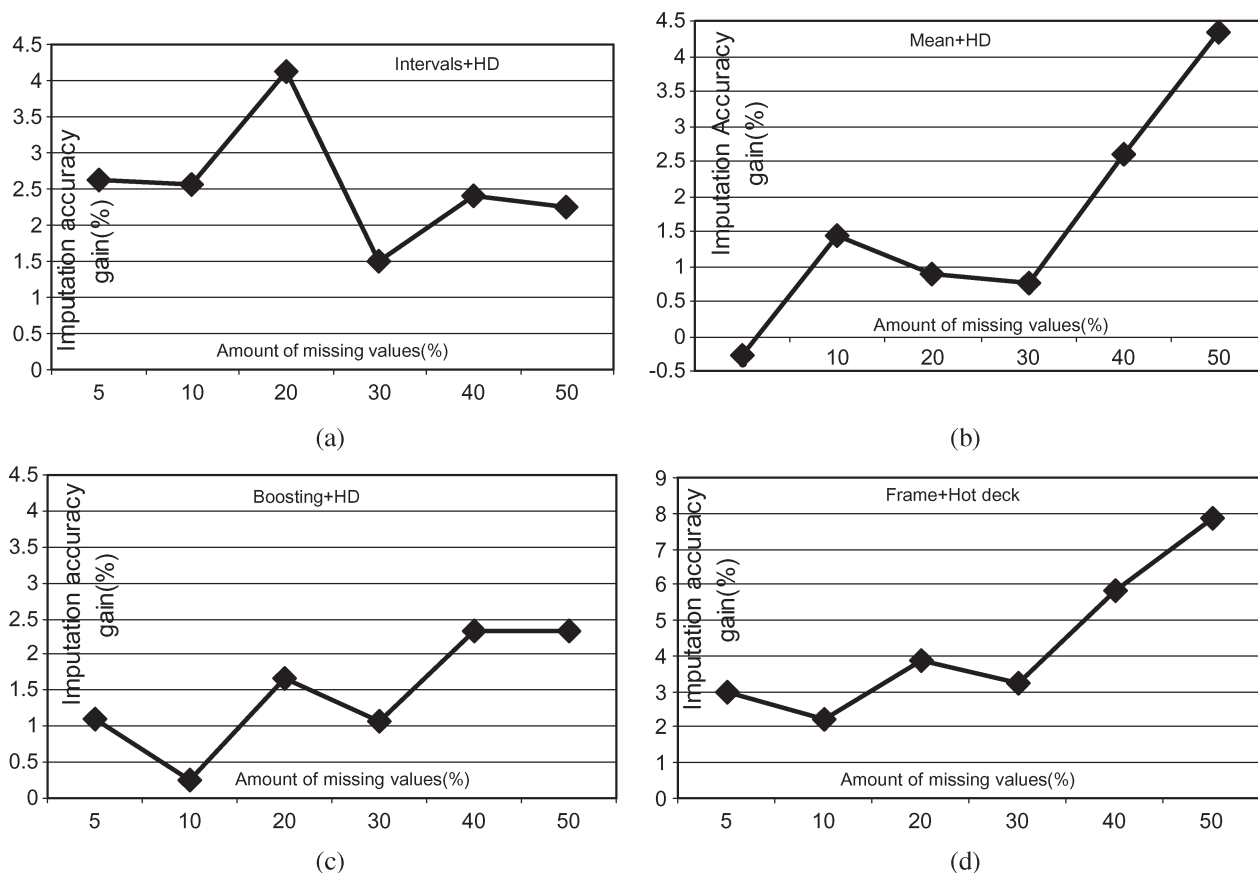 4.5
4
3.5
3
2.5
2
1.5
1
0.5
0
Imputation accuracy
gain(%)
Intervals+HD
Amount of missing values(%)
5 10 20 30 40 50
(a)
4.5
4
3.5
3
2.5
2
1.5
1
0.5
0
-0.5
Imputation Accuracy
gain(%)
Mean+HD
Amount of missing values(%)
10 20 30 40 50
(b)
4.5
4
3.5
3
2.5
2
1.5
1
0.5
0
Imputation accuracy
gain(%)
Boosting+HD
Amount of missing values(%)
5 10 20 30 40 50
(c)
9
8
7
6
5
4
3
2
1
0
Imputation accuracy
gain(%)
Frame+Hot deck
Amount of missing values(%)
5 10 20 30 40 50
(d)